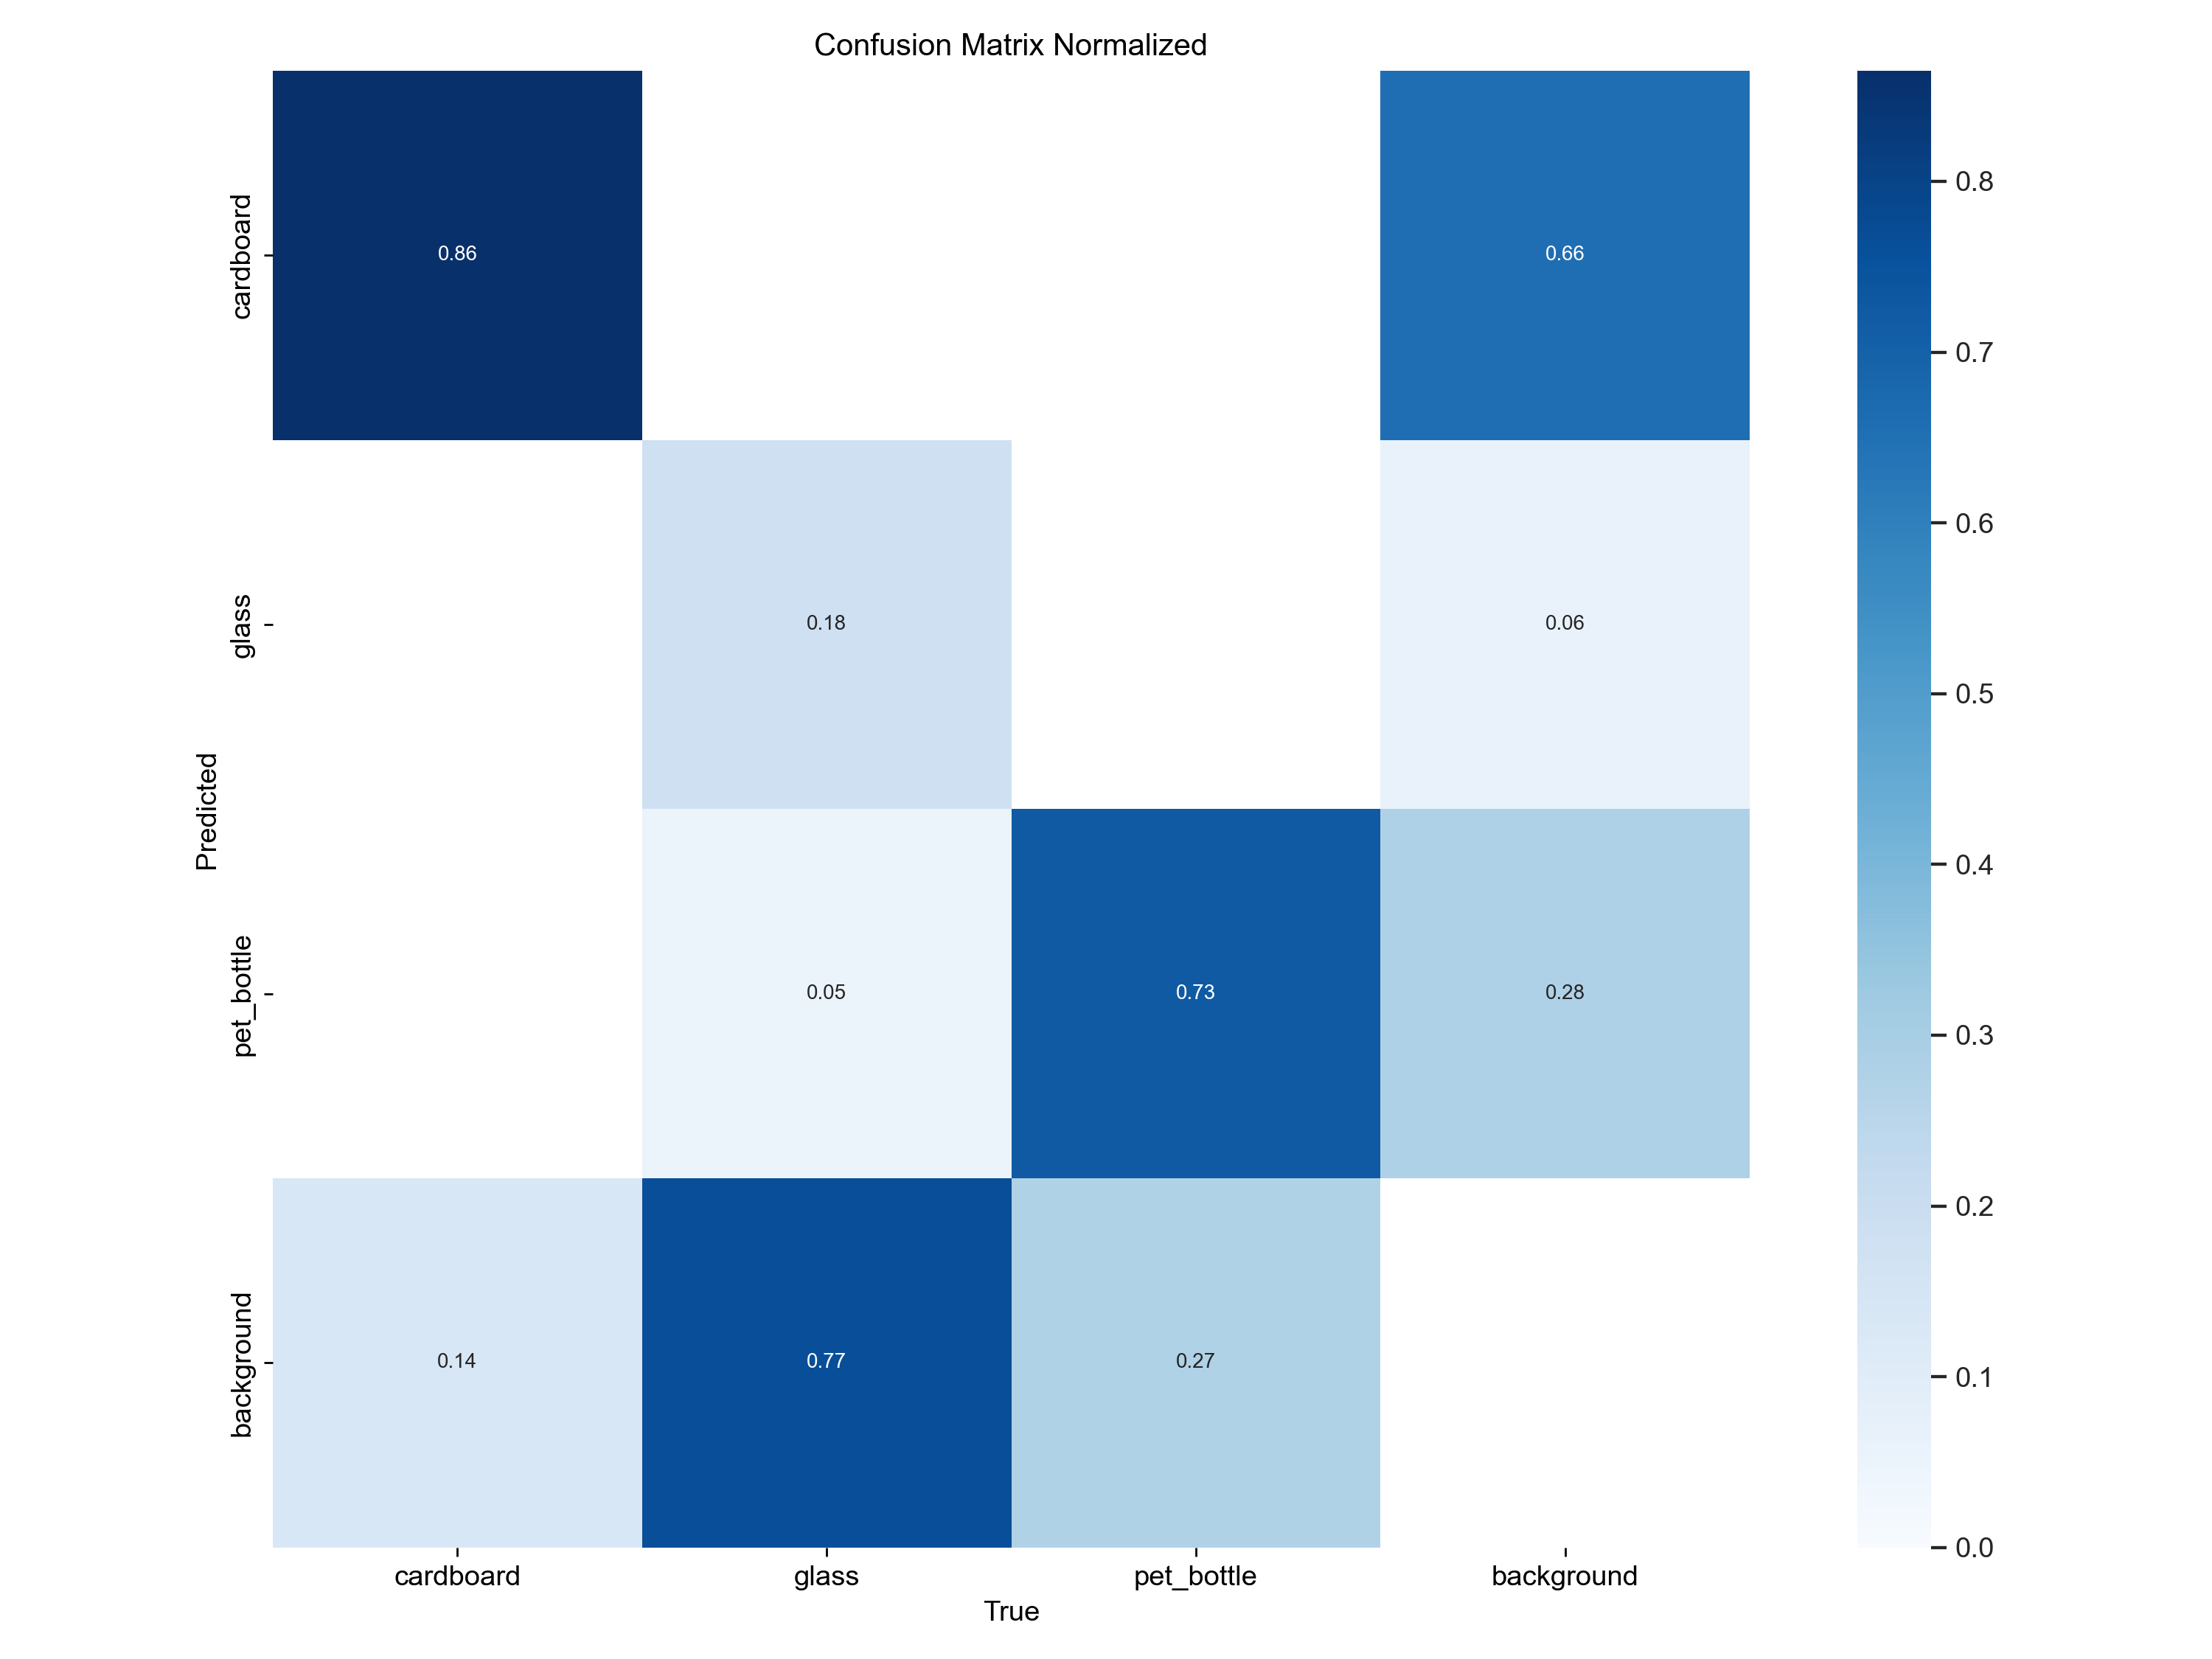 Confusion Matrix Normalized
Predicted
cardboard
glass
pet_bottle
background
0.86
0.66
0.18
0.06
0.05
0.73
0.28
0.14
0.77
0.27
cardboard
glass
pet_bottle
background
True
0.8
0.7
0.6
0.5
0.4
0.3
0.2
0.1
0.0